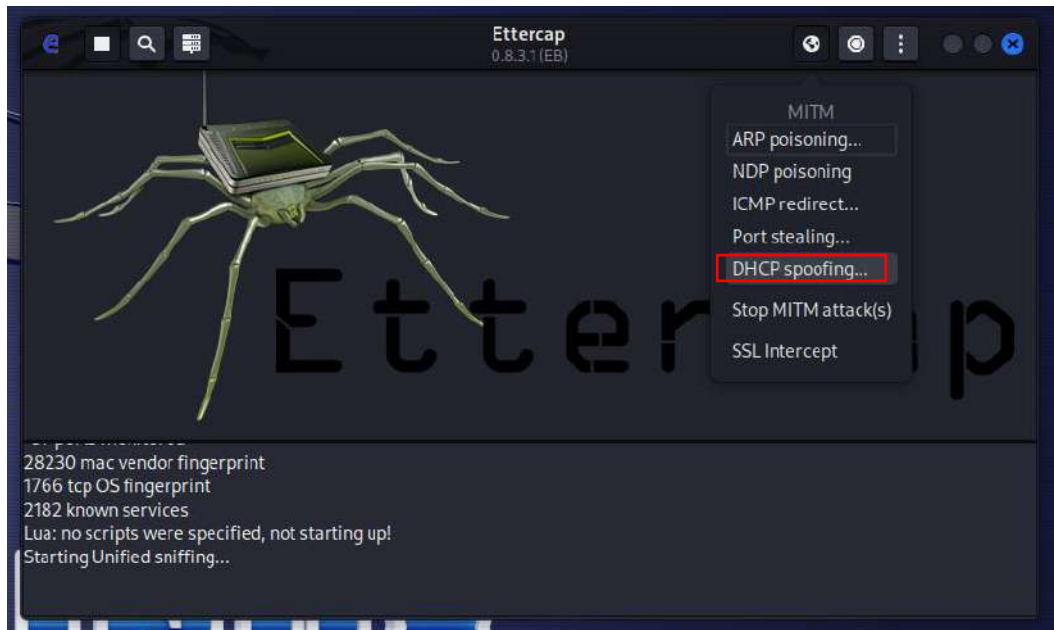 Ettercap
0.8.3.1 (EB)
MITM
ARP poisoning...
NDP poisoning
ICMP redirect...
Port stealing...
DHCP spoofing...
Stop MITM attack(s)
SSL Intercept
Etter p
28230 mac vendor fingerprint
1766 tcp OS fingerprint
2182 known services
Lua: no scripts were specified, not starting up!
Starting Unified sniffing...